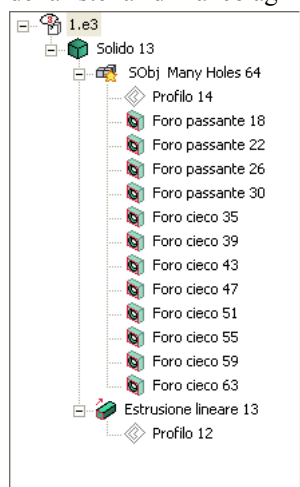 1.e3
Solido 13
SObj Many Holes 64
Profilo 14
Foro passante 18
Foro passante 22
Foro passante 26
Foro passante 30
Foro cieco 35
Foro cieco 39
Foro cieco 43
Foro cieco 47
Foro cieco 51
Foro cieco 55
Foro cieco 59
Foro cieco 63
Estrusione lineare 13
Profilo 12